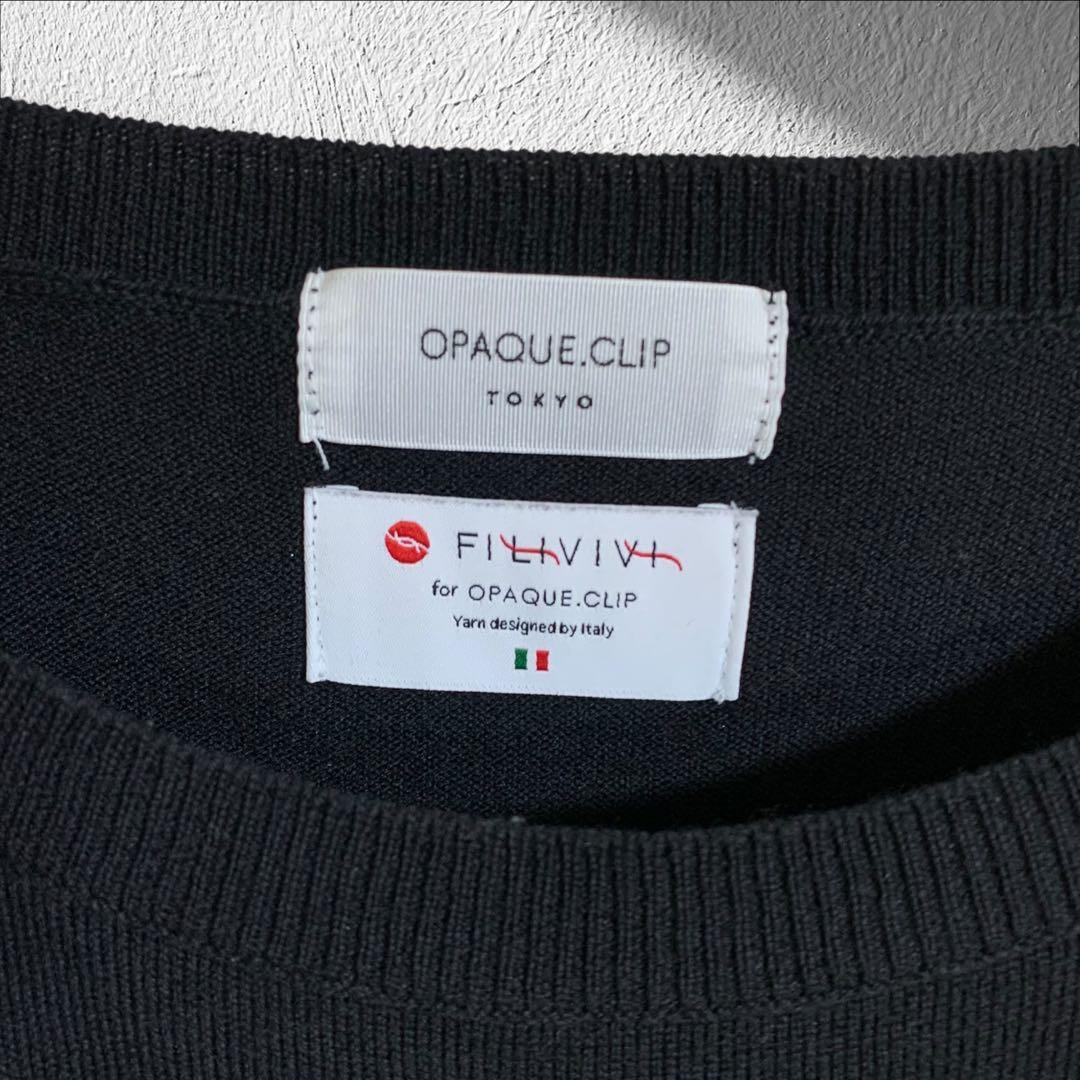 OPAQUE.CLIP
TOKYO
FILIVIVI
for OPAQUE.CLIP
Yarn designed by Italy